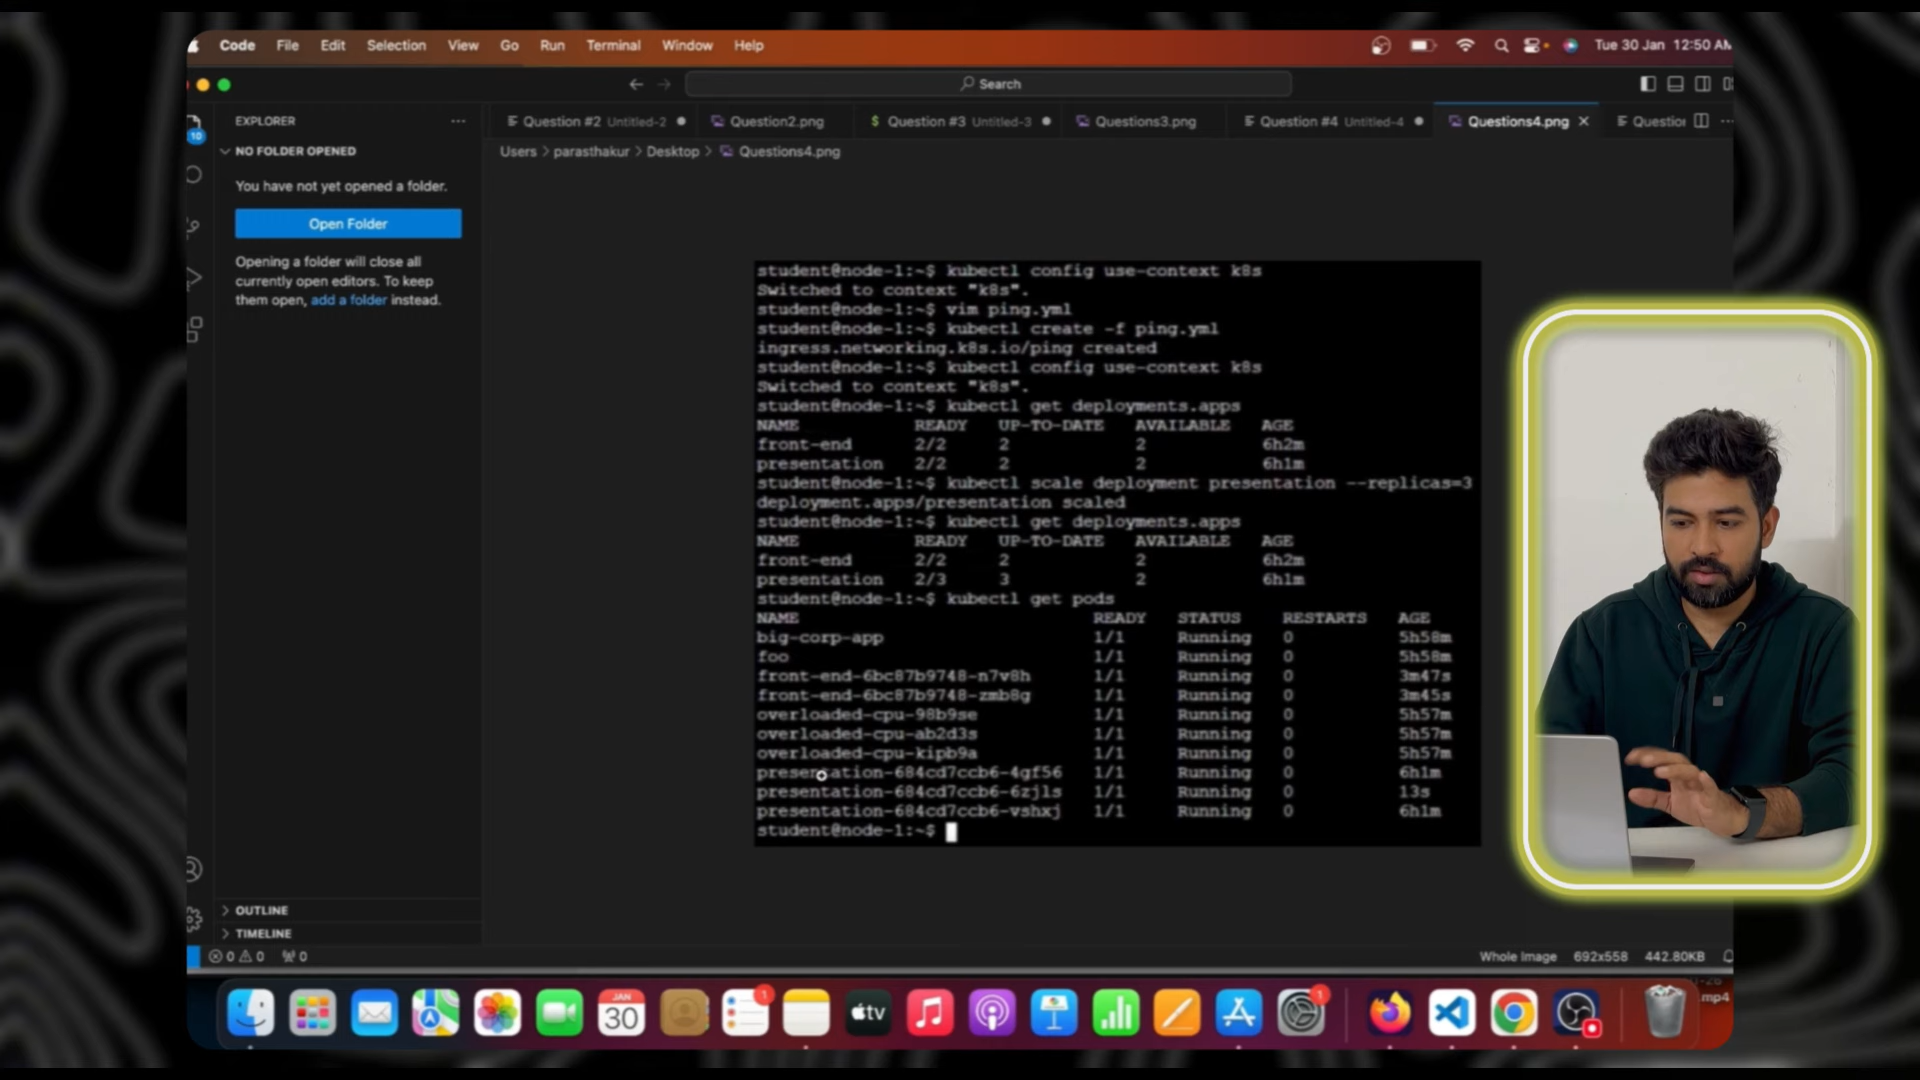 Code File Edit Selection View Go Run Terminal Window Help
Tue 30 Jan 12:50 AM
Search
EXPLORER
Question #2 Untitled-2
Question2.png
$ Question #3 Untitled-3
Questions3.png
Question #4 Untitled-4
Questions4.png
10
NO FOLDER OPENED
Users > parasthakur > Desktop > Questions4.png
You have not yet opened a folder.
Open Folder
Opening a folder will close all
currently open editors. To keep
them open, add a folder instead.
student@node-1:~$ kubectl config use-context k8s
Switched to context "k8s".
student@node-1:~$ vim ping.yml
student@node-1:~$ kubectl create -f ping.yml
ingress.networking.k8s.io/ping created
student@node-1:~$ kubectl config use-context k8s
Switched to context "k8s".
student@node-1:~$ kubectl get deployments.apps
NAME READY UP-TO-DATE AVAILABLE AGE
front-end 2/2 2 2 6h2m
presentation 2/2 2 2 6h1m
student@node-1:~$ kubectl scale deployment presentation --replicas=3
deployment.apps/presentation scaled
student@node-1:~$ kubectl get deployments.apps
NAME READY UP-TO-DATE AVAILABLE AGE
front-end 2/2 2 2 6h2m
presentation 2/3 3 2 6h1m
student@node-1:~$ kubectl get pods
NAME READY STATUS RESTARTS AGE
big-corp-app 1/1 Running 0 5h58m
foo 1/1 Running 0 5h58m
front-end-6bc87b9748-n7v8h 1/1 Running 0 3m47s
front-end-6bc87b9748-zmb8g 1/1 Running 0 3m45s
overloaded-cpu-98b9se 1/1 Running 0 5h57m
overloaded-cpu-ab2d3s 1/1 Running 0 5h57m
overloaded-cpu-kipb9a 1/1 Running 0 5h57m
presentation-684cd7ccb6-4gf56 1/1 Running 0 6h1m
presentation-684cd7ccb6-6zjls 1/1 Running 0 13s
presentation-684cd7ccb6-vshxj 1/1 Running 0 6h1m
student@node-1:~$
OUTLINE
TIMELINE
0 0 0
Whole Image 692x558 442.80KB
JAN
30
1
tv
1
.mp4